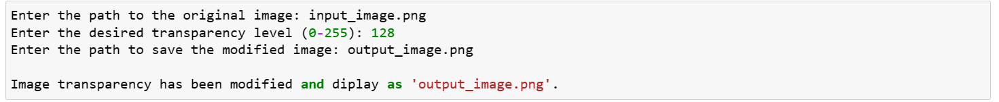 Enter the path to the original image: input_image.png
Enter the desired transparency level (0-255): 128
Enter the path to save the modified image: output_image.png
Image transparency has been modified and diplay as 'output_image.png'.